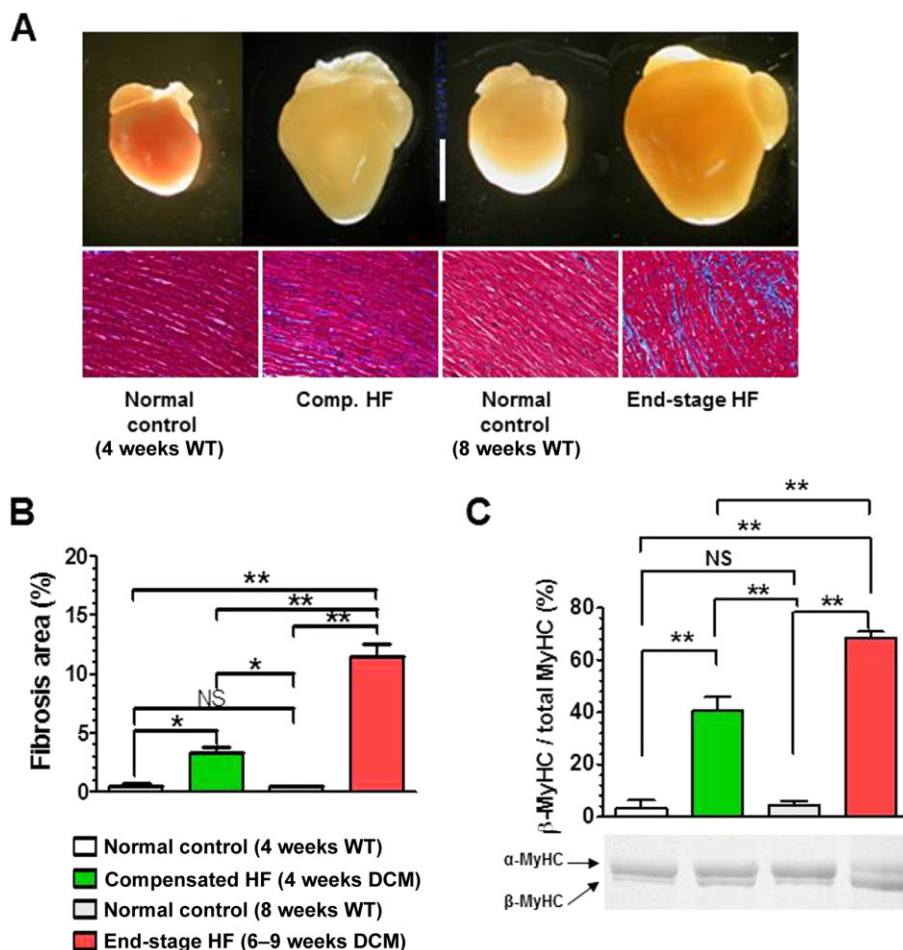 A
Normal
control
(4 weeks WT)
Comp. HF
Normal
control
(8 weeks WT)
End-stage HF
B
Fibrosis area (%)
20
15
10
5
0
**
**
**
*
NS
*
Normal control (4 weeks WT)
Compensated HF (4 weeks DCM)
Normal control (8 weeks WT)
End-stage HF (6–9 weeks DCM)
C
β-MyHC / total MyHC (%)
80
60
40
20
0
**
**
NS
**
**
**
α-MyHC
β-MyHC